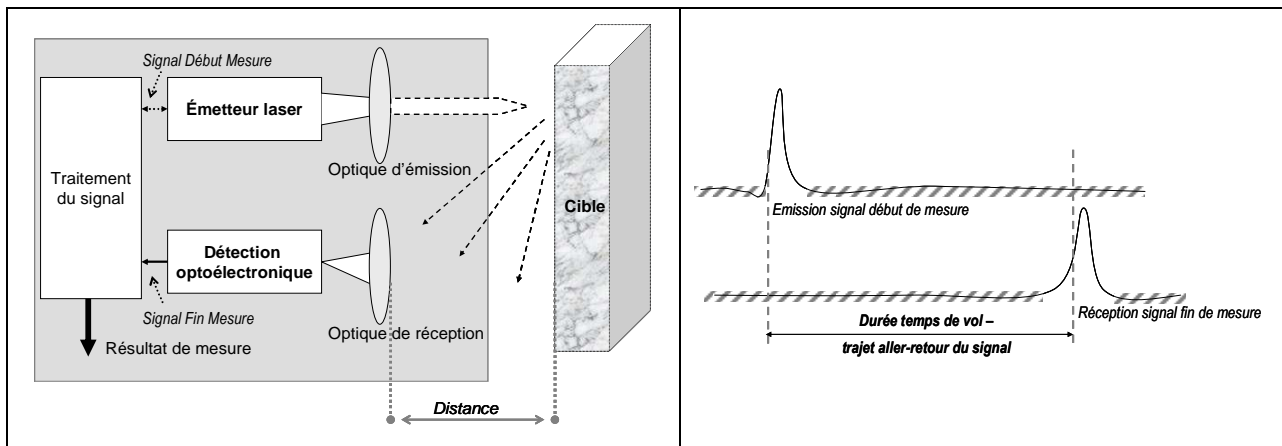 Signal Début Mesure
Émetteur laser
Optique d'émission
Traitement
du signal
Cible
Détection
optoélectronique
Signal Fin Mesure
Optique de réception
Résultat de mesure
Distance
Emission signal début de mesure
Réception signal fin de mesure
Durée temps de vol –
trajet aller-retour du signal